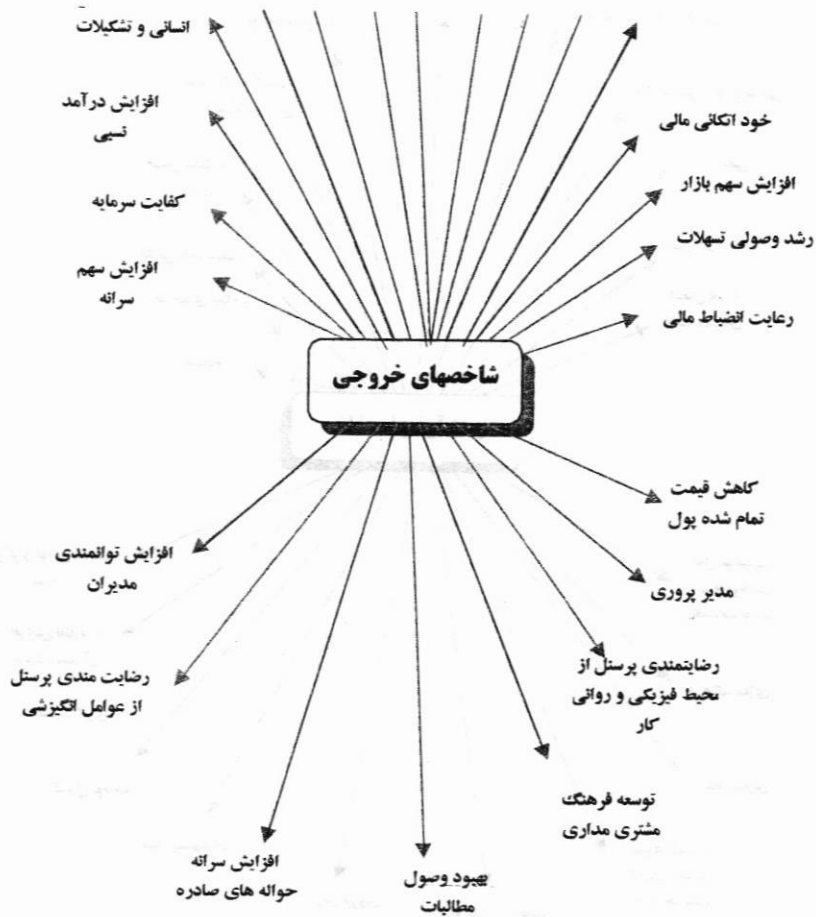 انسانی و تشکیلات
افزایش درآمد
نسبی
خود اتکائی مالی
افزایش سهم بازار
کفایت سرمایه
رشد وصولی تسهلات
افزایش سهم
سرانه
رعایت انضباط مالی
شاخصهای خروجی
کاهش قیمت
تمام شده پول
افزایش توانمندی
مدیران
مدیر پروری
رضایتمندی پرسنل از
محیط فیزیکی و روانی
کار
رضایت مندی پرسنل
از عوامل انگیزشی
توسعه فرهنگ
مشتری مداری
افزایش سرانه
حواله های صادره
بهبود وصول
مطالبات